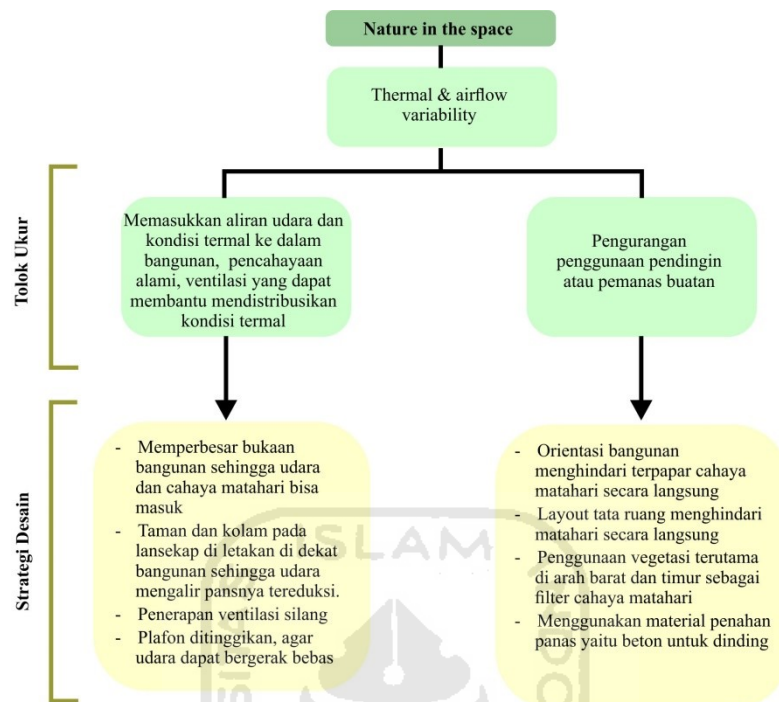 Nature in the space
Thermal & airflow
variability
Tolok Ukur
Memasukkan aliran udara dan
kondisi termal ke dalam
bangunan, pencahayaan
alami, ventilasi yang dapat
membantu mendistribusikan
kondisi termal
Pengurangan
penggunaan pendingin
atau pemanas buatan
Strategi Desain
- Memperbesar bukaan
bangunan sehingga udara
dan cahaya matahari bisa
masuk
- Taman dan kolam pada
lansekap di letakan di dekat
bangunan sehingga udara
mengalir pansnya tereduksi.
- Penerapan ventilasi silang
- Plafon ditinggikan, agar
udara dapat bergerak bebas
- Orientasi bangunan
menghindari terpapar cahaya
matahari secara langsung
- Layout tata ruang menghindari
matahari secara langsung
- Penggunaan vegetasi terutama
di arah barat dan timur sebagai
filter cahaya matahari
- Menggunakan material penahan
panas yaitu beton untuk dinding
ISLAM